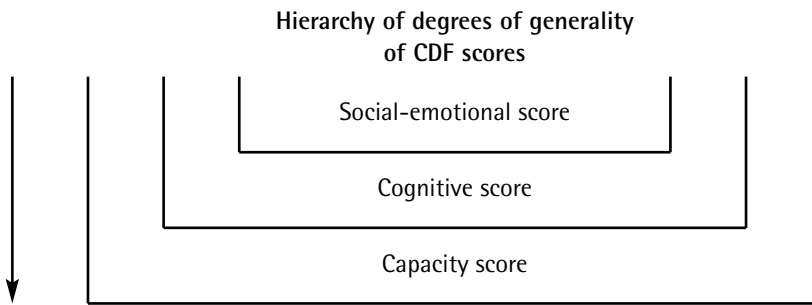 Hierarchy of degrees of generality
of CDF scores
Social-emotional score
Cognitive score
Capacity score